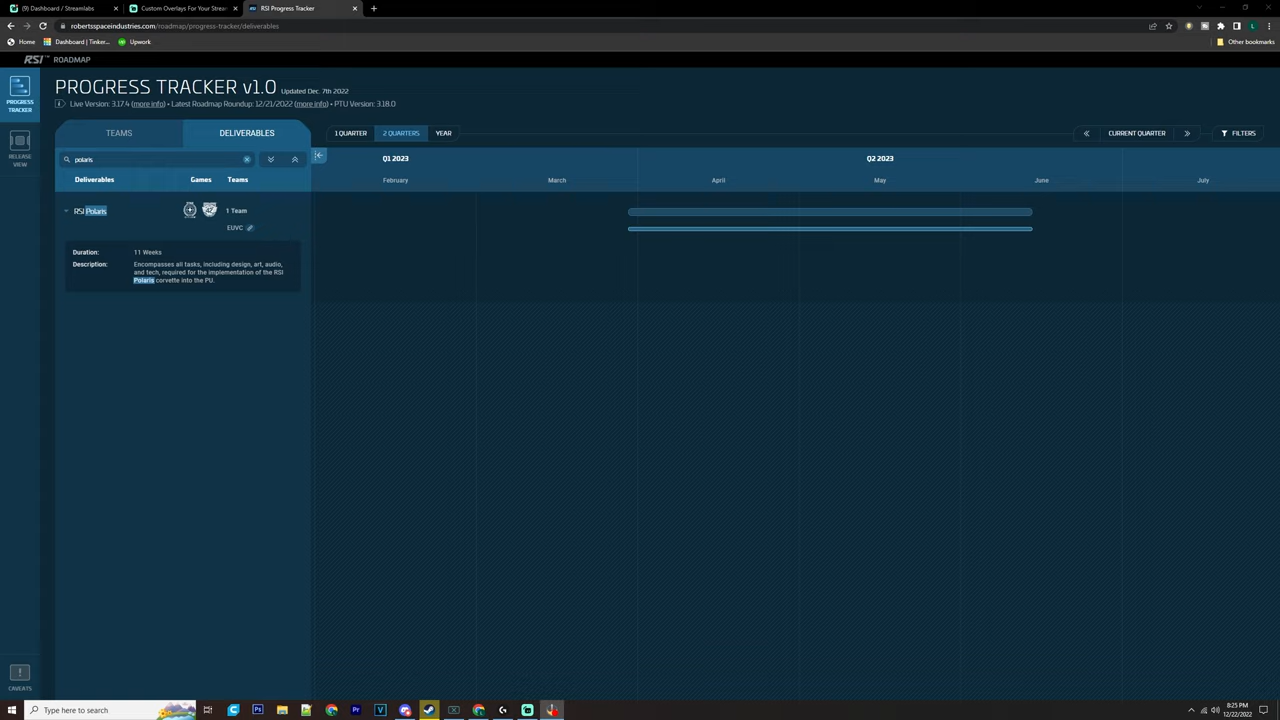 (9) Dashboard / Streamlabs
Custom Overlays For Your Stream
RSI Progress Tracker
robertsspaceindustries.com/roadmap/progress-tracker/deliverables
L
Home
Dashboard | Tinker...
Upwork
Other bookmarks
RSI ROADMAP
PROGRESS TRACKER
RELEASE VIEW
CAVEATS
PROGRESS TRACKER v1.0 Updated Dec. 7th 2022
Live Version: 3.17.4 (more info) • Latest Roadmap Roundup: 12/21/2022 (more info) • PTU Version: 3.18.0
TEAMS
DELIVERABLES
1 QUARTER
2 QUARTERS
YEAR
CURRENT QUARTER
FILTERS
polaris
Q1 2023
Q2 2023
Deliverables Games Teams
February March April May June July
RSI Polaris
1 Team
EUVC
Duration: 11 Weeks
Description: Encompasses all tasks, including design, art, audio,
and tech, required for the implementation of the RSI
Polaris corvette into the PU.
Type here to search
8:25 PM
12/22/2022